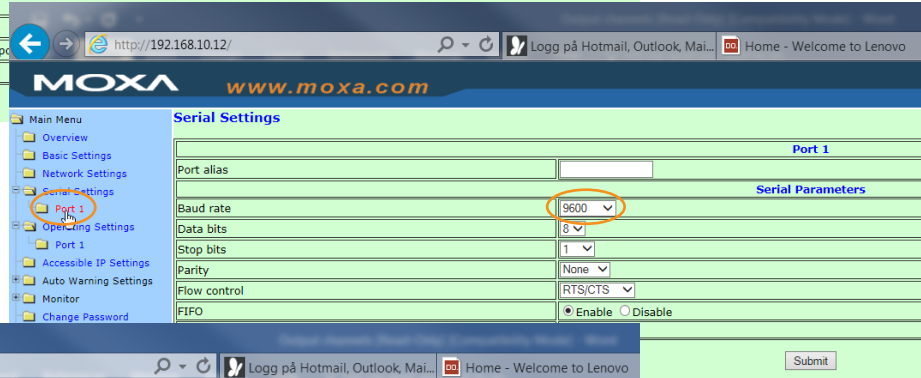 http://192.168.10.12/
Logg på Hotmail, Outlook, Mai...
DO.
Home - Welcome to Lenovo
MOXA
www.moxa.com
Main Menu
Overview
Basic Settings
Network Settings
Serial Settings
Port 1
Operating Settings
Port 1
Accessible IP Settings
Auto Warning Settings
Monitor
Change Password
Serial Settings
Port 1
Port alias
Serial Parameters
Baud rate 9600
Data bits 8
Stop bits 1
Parity None
Flow control RTS/CTS
FIFO Enable Disable
Submit
Logg på Hotmail, Outlook, Mai...
DO.
Home - Welcome to Lenovo